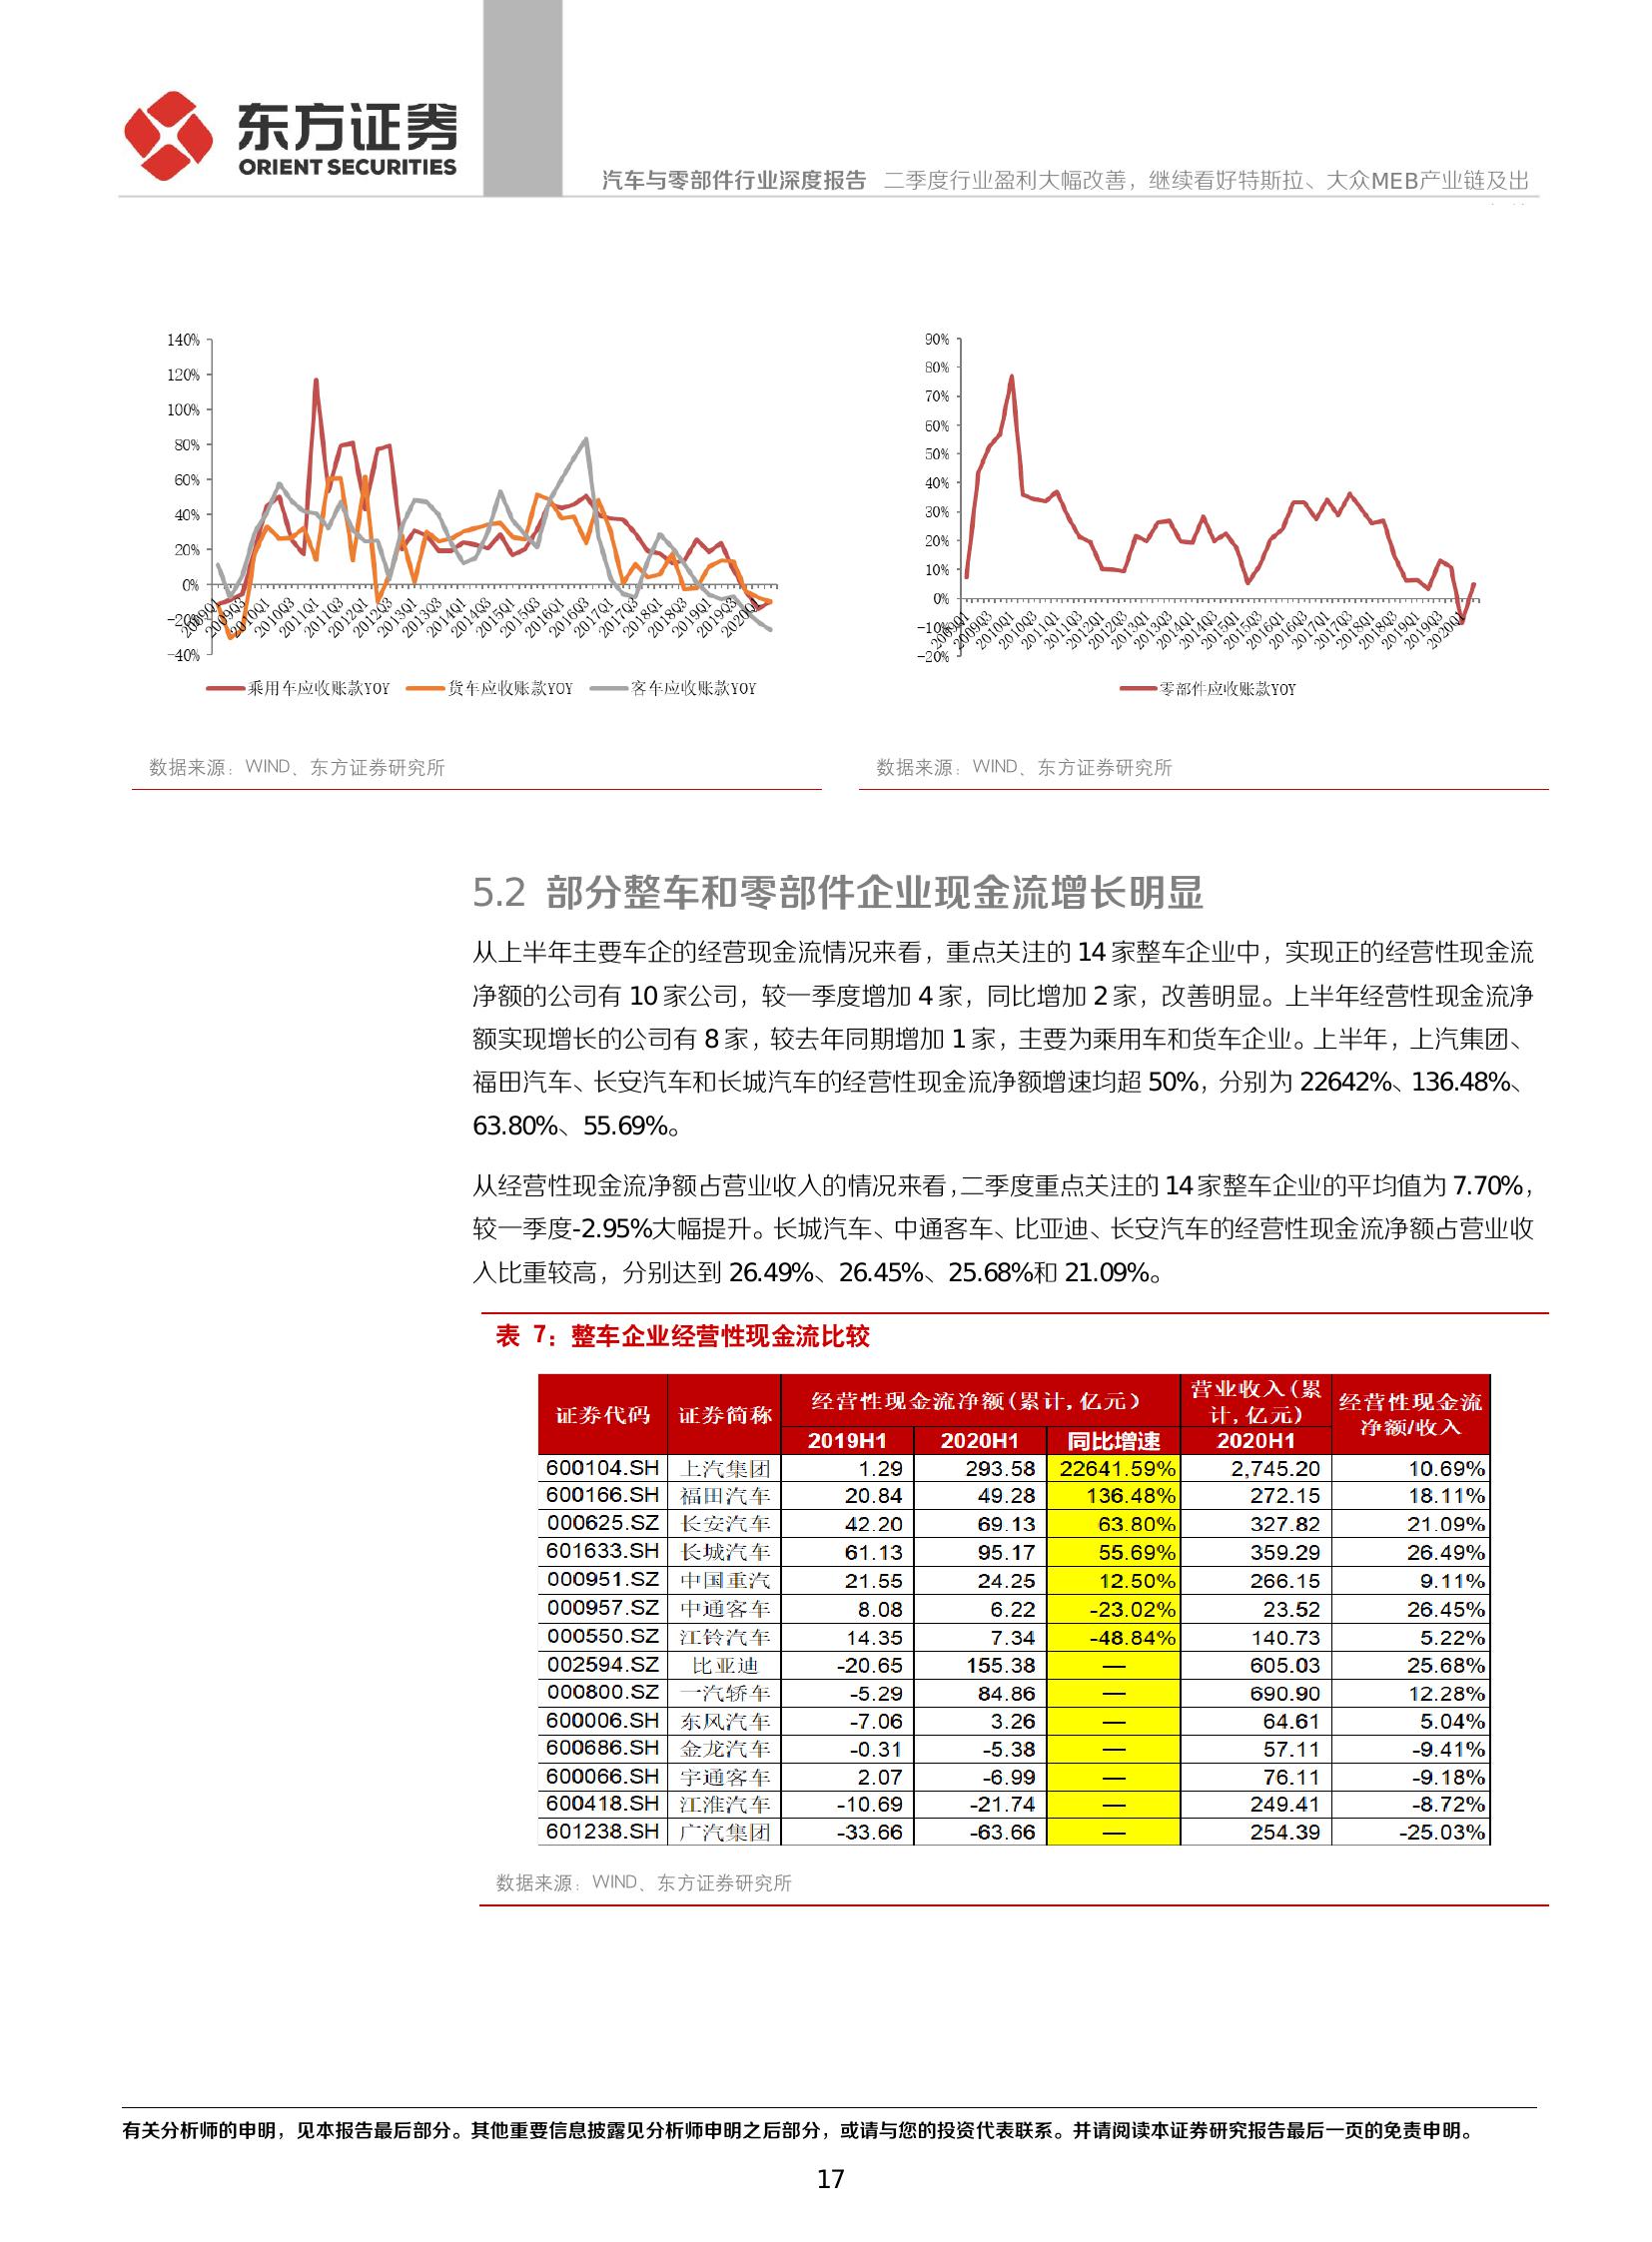 东方证券
ORIENT SECURITIES
汽车与零部件行业深度报告 二季度行业盈利大幅改善，继续看好特斯拉、大众MEB产业链及出
140%
120%
100%
80%
60%
40%
20%
0%
-20%
-40%
2009Q1 2009Q3 2010Q1 2010Q3 2011Q1 2011Q3 2012Q1 2012Q3 2013Q1 2013Q3 2014Q1 2014Q3 2015Q1 2015Q3 2016Q1 2016Q3 2017Q1 2017Q3 2018Q1 2018Q3 2019Q1 2019Q3 2020Q1
乘用车应收账款YOY 货车应收账款YOY 客车应收账款YOY
90%
80%
70%
60%
50%
40%
30%
20%
10%
0%
-10%
-20%
2009Q1 2009Q3 2010Q1 2010Q3 2011Q1 2011Q3 2012Q1 2012Q3 2013Q1 2013Q3 2014Q1 2014Q3 2015Q1 2015Q3 2016Q1 2016Q3 2017Q1 2017Q3 2018Q1 2018Q3 2019Q1 2019Q3 2020Q1
零部件应收账款YOY
数据来源：WIND、东方证券研究所
数据来源：WIND、东方证券研究所
5.2 部分整车和零部件企业现金流增长明显
从上半年主要车企的经营现金流情况来看，重点关注的 14 家整车企业中，实现正的经营性现金流
净额的公司有 10 家公司，较一季度增加 4 家，同比增加 2 家，改善明显。上半年经营性现金流净
额实现增长的公司有 8 家，较去年同期增加 1 家，主要为乘用车和货车企业。上半年，上汽集团、
福田汽车、长安汽车和长城汽车的经营性现金流净额增速均超 50%，分别为 22642%、136.48%、
63.80%、55.69%。
从经营性现金流净额占营业收入的情况来看，二季度重点关注的 14 家整车企业的平均值为 7.70%，
较一季度-2.95%大幅提升。长城汽车、中通客车、比亚迪、长安汽车的经营性现金流净额占营业收
入比重较高，分别达到 26.49%、26.45%、25.68%和 21.09%。
表 7：整车企业经营性现金流比较
证券代码 证券简称 经营性现金流净额(累计,亿元) 营业收入(累计,亿元) 经营性现金流净额/收入
2019H1 2020H1 同比增速 2020H1
600104.SH 上汽集团 1.29 293.58 22641.59% 2,745.20 10.69%
600166.SH 福田汽车 20.84 49.28 136.48% 272.15 18.11%
000625.SZ 长安汽车 42.20 69.13 63.80% 327.82 21.09%
601633.SH 长城汽车 61.13 95.17 55.69% 359.29 26.49%
000951.SZ 中国重汽 21.55 24.25 12.50% 266.15 9.11%
000957.SZ 中通客车 8.08 6.22 -23.02% 23.52 26.45%
000550.SZ 江铃汽车 14.35 7.34 -48.84% 140.73 5.22%
002594.SZ 比亚迪 -20.65 155.38 — 605.03 25.68%
000800.SZ 一汽轿车 -5.29 84.86 — 690.90 12.28%
600006.SH 东风汽车 -7.06 3.26 — 64.61 5.04%
600686.SH 金龙汽车 -0.31 -5.38 — 57.11 -9.41%
600066.SH 宇通客车 2.07 -6.99 — 76.11 -9.18%
600418.SH 江淮汽车 -10.69 -21.74 — 249.41 -8.72%
601238.SH 广汽集团 -33.66 -63.66 — 254.39 -25.03%
数据来源：WIND、东方证券研究所
有关分析师的申明，见本报告最后部分。其他重要信息披露见分析师申明之后部分，或请与您的投资代表联系。并请阅读本证券研究报告最后一页的免责申明。
17